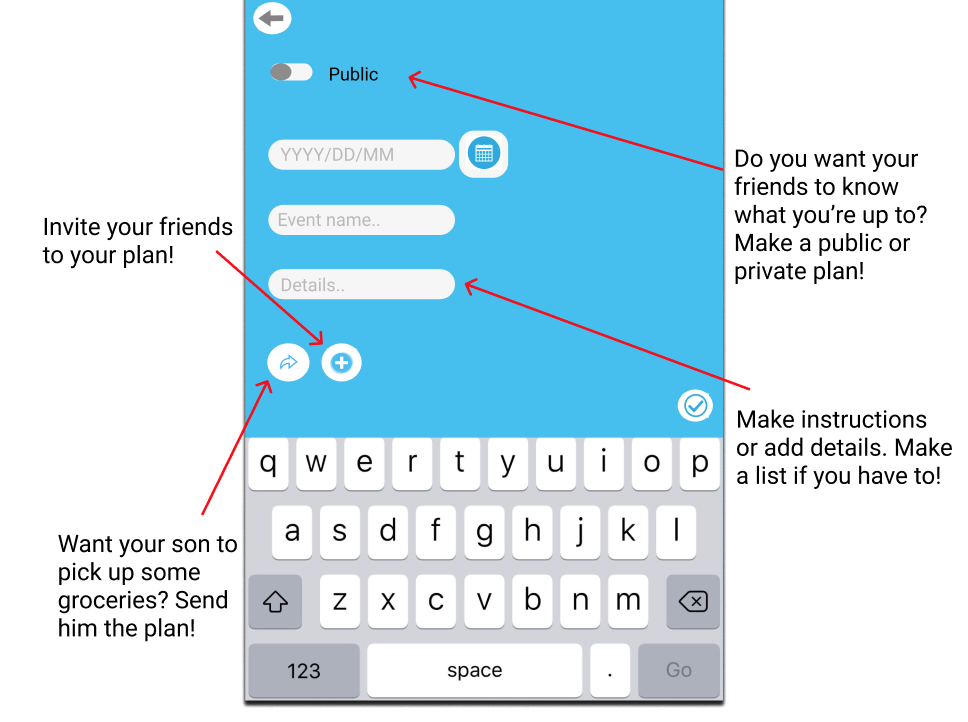 Public
YYYY/DD/MM
Event name..
Details..
Invite your friends
to your plan!
Do you want your
friends to know
what you’re up to?
Make a public or
private plan!
Make instructions
or add details. Make
a list if you have to!
Want your son to
pick up some
groceries? Send
him the plan!
q w e r t y u i o p
a s d f g h j k l
z x c v b n m
123 space . Go